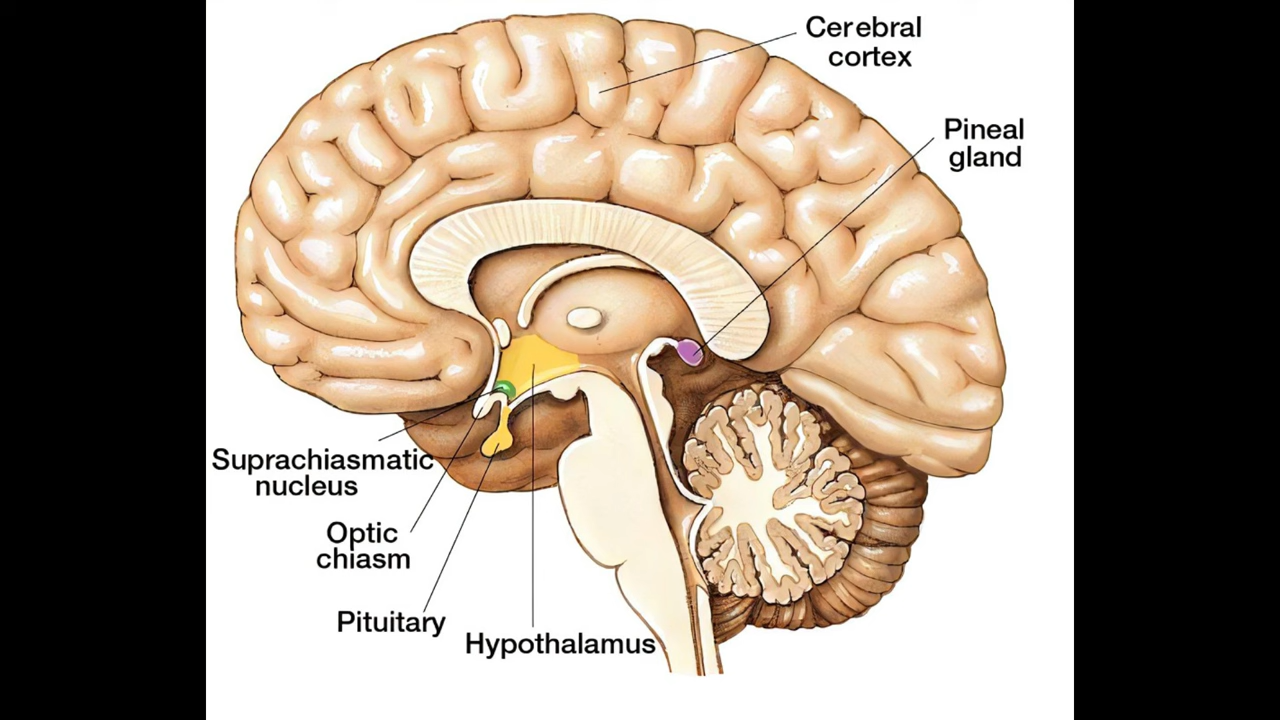 Cerebral
cortex
Pineal
gland
Suprachiasmatic
nucleus
Optic
chiasm
Pituitary
Hypothalamus